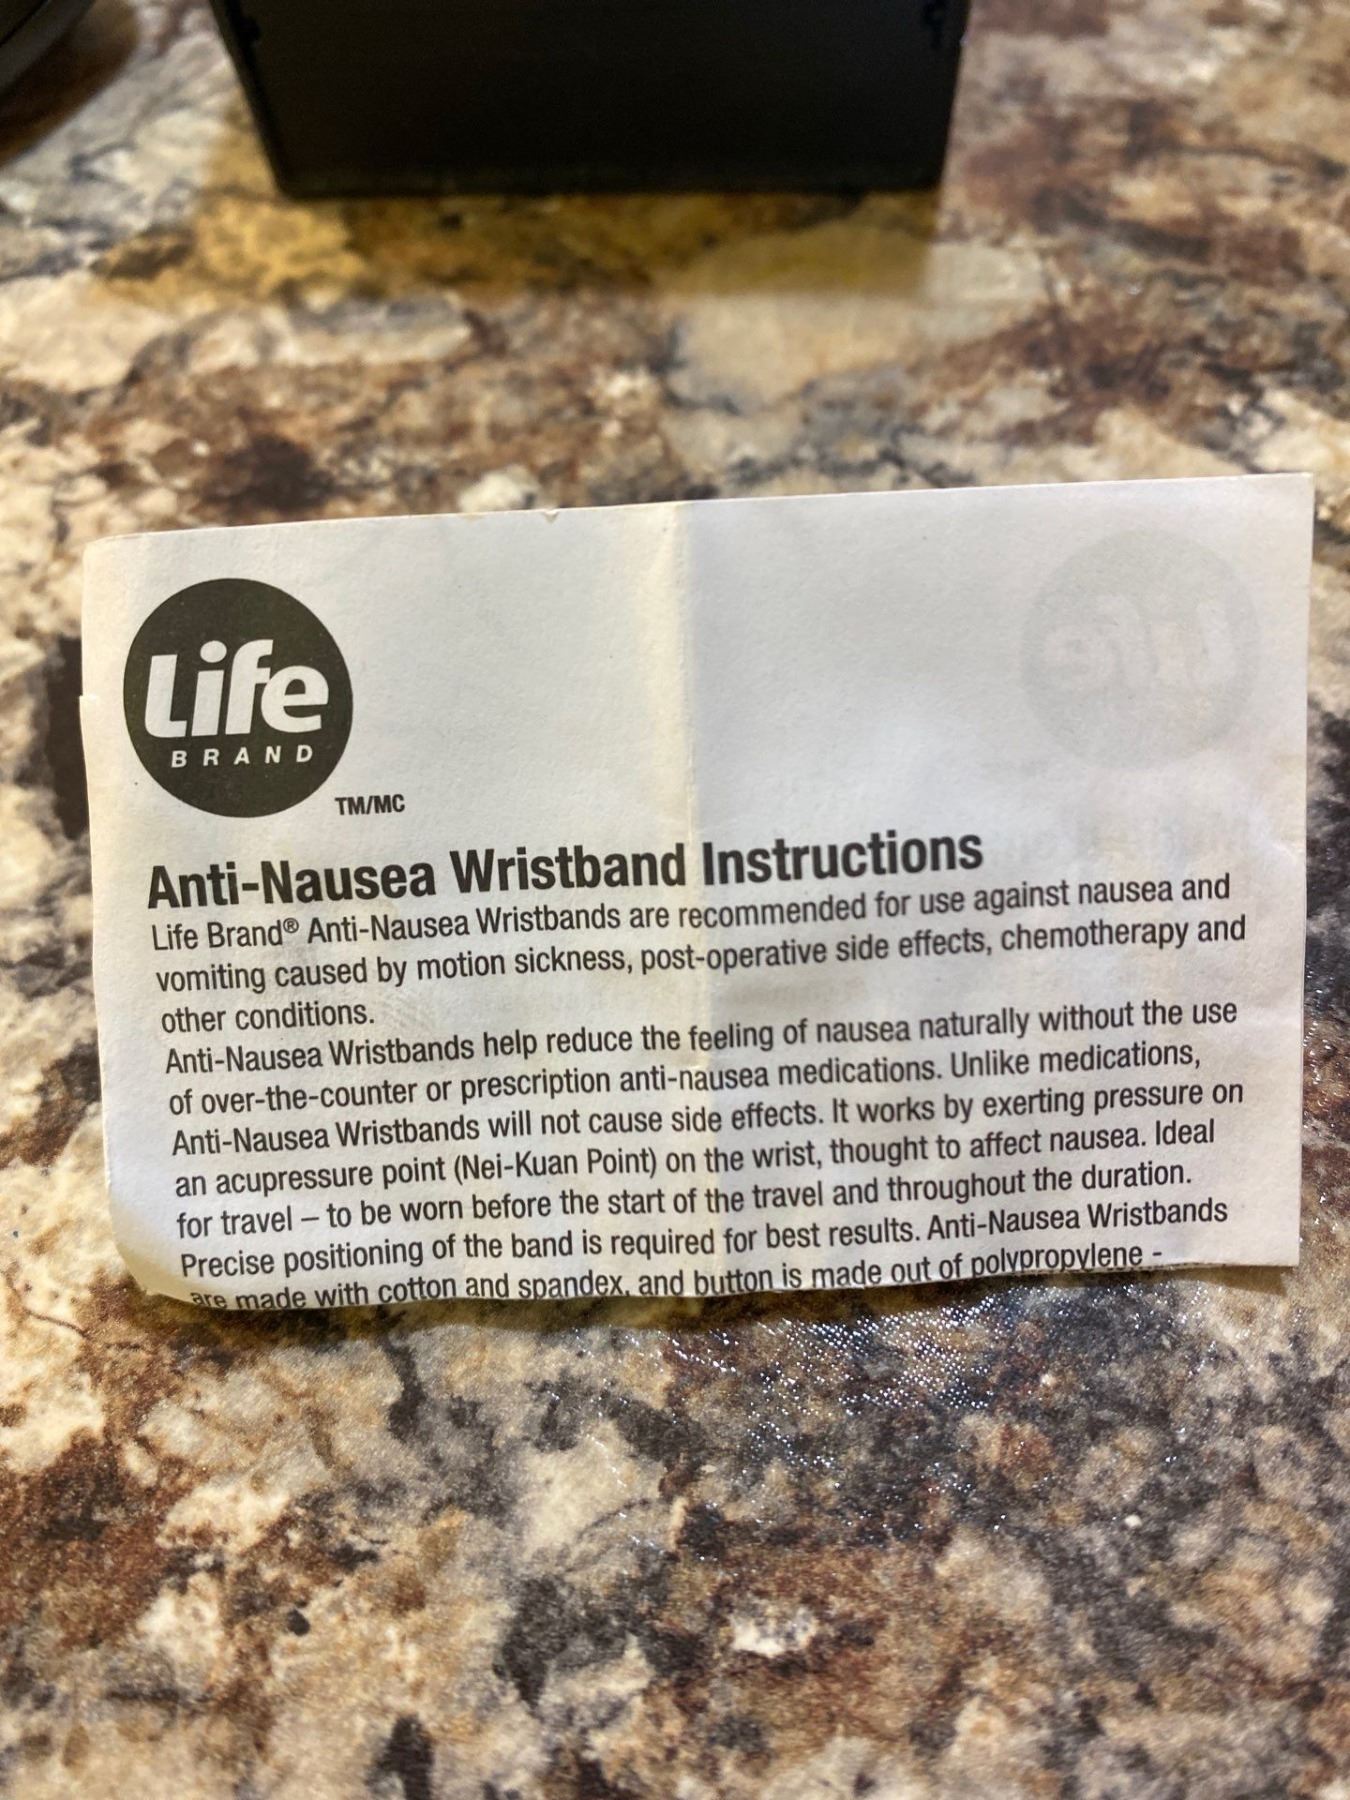 Life
BRAND
TM/MC
Anti-Nausea Wristband Instructions
Life Brand® Anti-Nausea Wristbands are recommended for use against nausea and
vomiting caused by motion sickness, post-operative side effects, chemotherapy and
other conditions.
Anti-Nausea Wristbands help reduce the feeling of nausea naturally without the use
of over-the-counter or prescription anti-nausea medications. Unlike medications,
Anti-Nausea Wristbands will not cause side effects. It works by exerting pressure on
an acupressure point (Nei-Kuan Point) on the wrist, thought to affect nausea. Ideal
for travel – to be worn before the start of the travel and throughout the duration.
Precise positioning of the band is required for best results. Anti-Nausea Wristbands
are made with cotton and spandex, and button is made out of polypropylene -